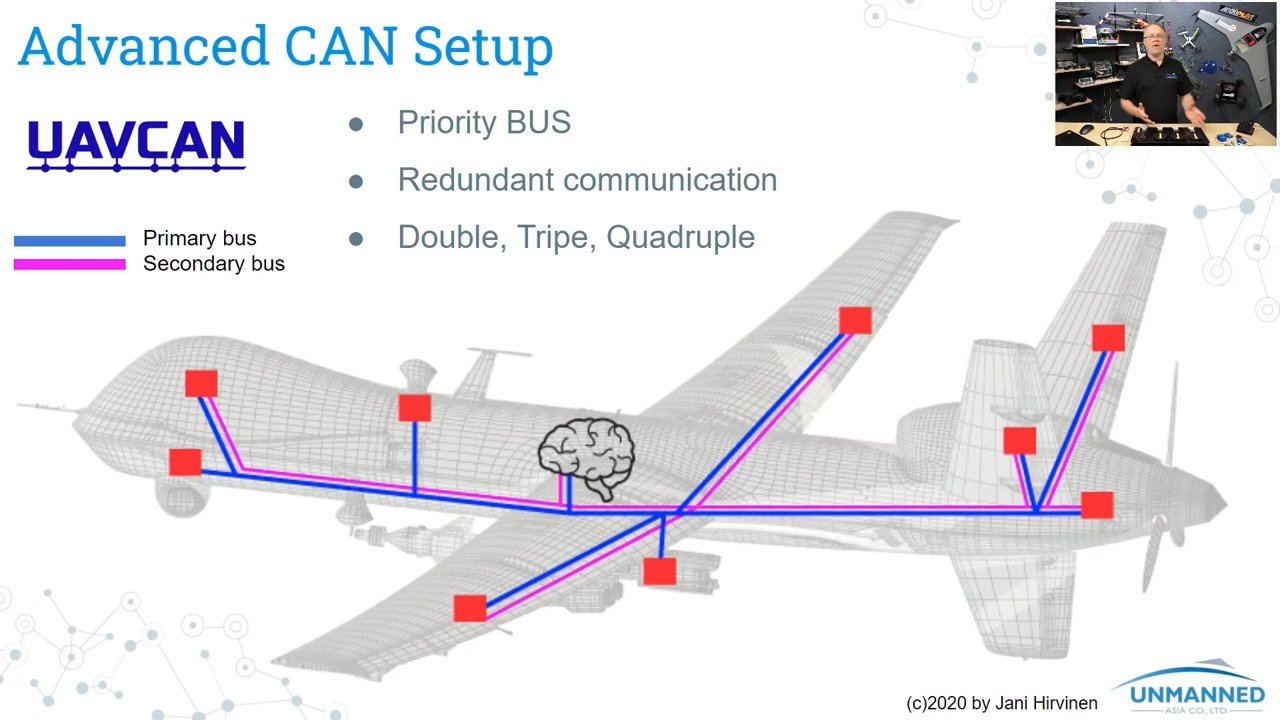 Advanced CAN Setup
UAVCAN
Primary bus
Secondary bus
● Priority BUS
● Redundant communication
● Double, Tripe, Quadruple
ARDUPILOT
(c)2020 by Jani Hirvinen
UNMANNED
ASIA CO., LTD.